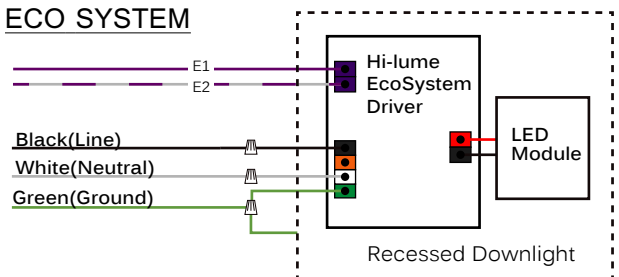 ECO SYSTEM
E1
E2
Hi-lume
EcoSystem
Driver
Black(Line)
White(Neutral)
Green(Ground)
LED
Module
Recessed Downlight